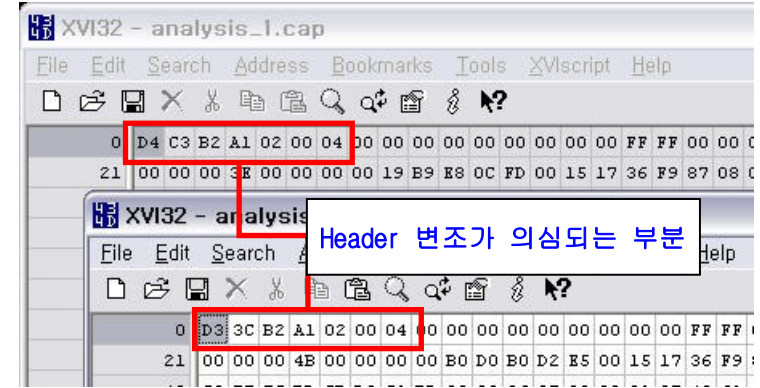 XVI32 - analysis_1.cap
File Edit Search Address Bookmarks Tools XVIscript Help
0 D4 C3 B2 A1 02 00 04 00 00 00 00 00 00 00 00 00 FF FF 00 00
21 00 00 00 3E 00 00 00 00 19 B9 E8 0C FD 00 15 17 36 F9 87 08
XVI32 - analysis
Header 변조가 의심되는 부분
File Edit Search Help
0 D3 3C B2 A1 02 00 04 00 00 00 00 00 00 00 00 00 FF FF
21 00 00 00 4B 00 00 00 00 B0 D0 B0 D2 E5 00 15 17 36 F9